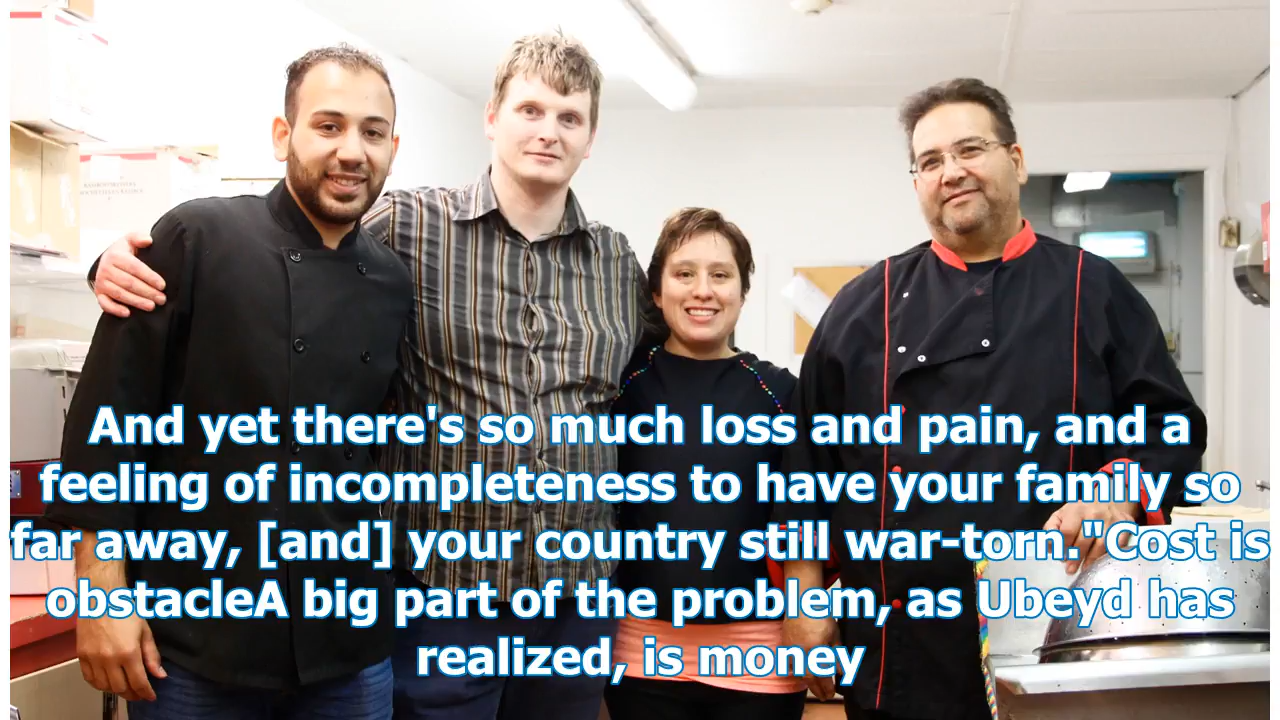 And yet there's so much loss and pain, and a
feeling of incompleteness to have your family so
far away, [and] your country still war-torn."Cost is
obstacleA big part of the problem, as Ubeyd has
realized, is money